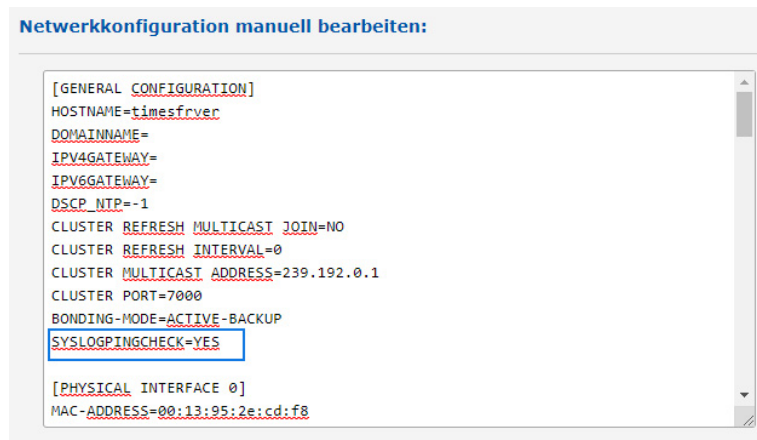 Netwerkkonfiguration manuell bearbeiten:
[GENERAL CONFIGURATION]
HOSTNAME=timesfrver
DOMAINNAME=
IPV4GATEWAY=
IPV6GATEWAY=
DSCP_NTP=-1
CLUSTER REFRESH MULTICAST JOIN=NO
CLUSTER REFRESH INTERVAL=0
CLUSTER MULTICAST ADDRESS=239.192.0.1
CLUSTER PORT=7000
BONDING-MODE=ACTIVE-BACKUP
SYSLOGPINGCHECK=YES
[PHYSICAL INTERFACE 0]
MAC-ADDRESS=00:13:95:2e:cd:f8